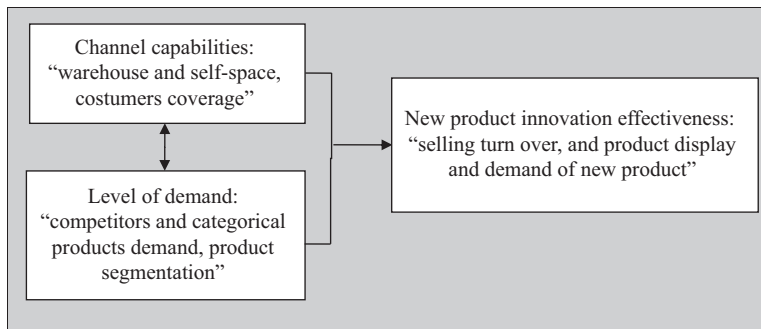 Channel capabilities:
“warehouse and self-space,
costumers coverage”
Level of demand:
“competitors and categorical
products demand, product
segmentation”
New product innovation effectiveness:
“selling turn over, and product display
and demand of new product”